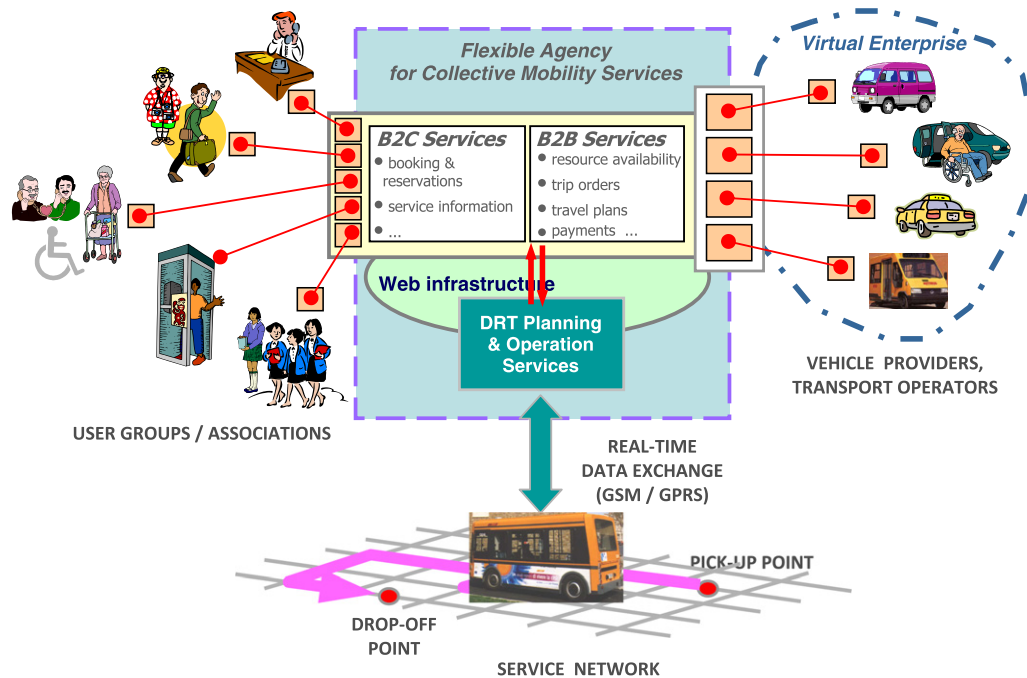 Flexible Agency
for Collective Mobility Services
Virtual Enterprise
B2C Services
• booking &
reservations
• service information
• ...
B2B Services
• resource availability
• trip orders
• travel plans
• payments ...
Web infrastructure
DRT Planning
& Operation
Services
VEHICLE PROVIDERS,
TRANSPORT OPERATORS
USER GROUPS / ASSOCIATIONS
REAL-TIME
DATA EXCHANGE
(GSM / GPRS)
PICK-UP POINT
DROP-OFF
POINT
SERVICE NETWORK